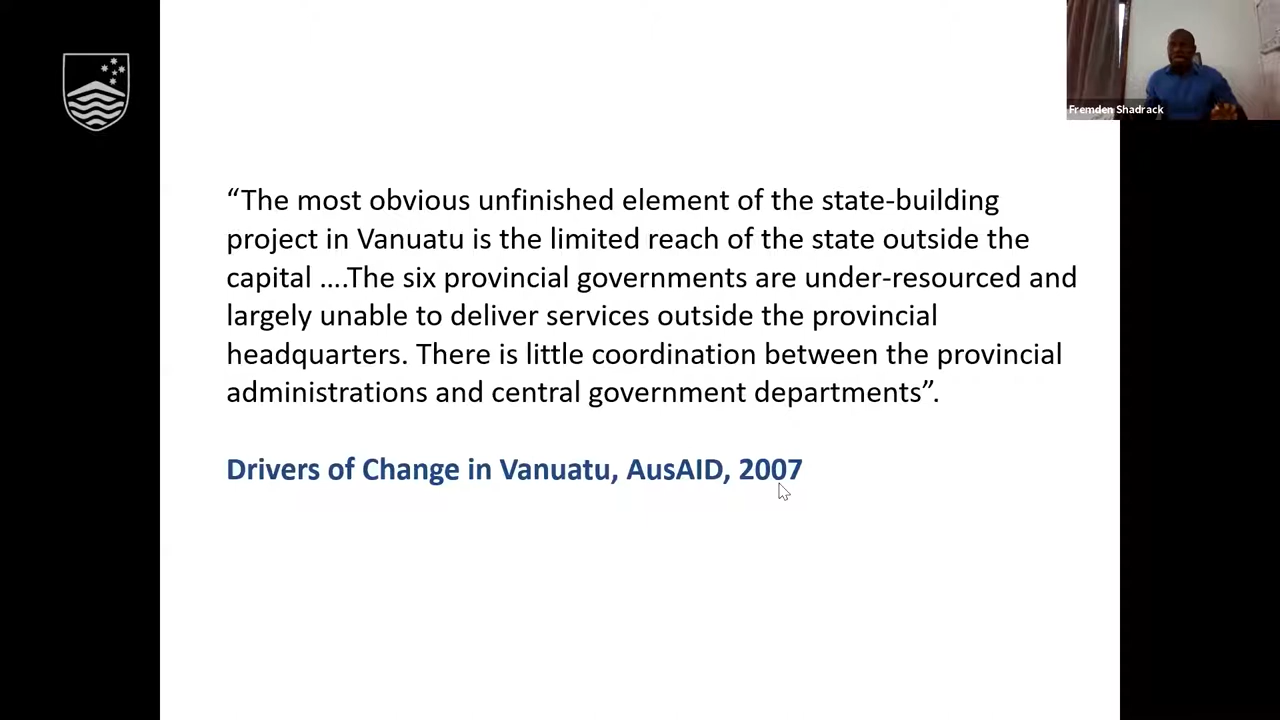 Fremden Shadrack
“The most obvious unfinished element of the state-building
project in Vanuatu is the limited reach of the state outside the
capital ....The six provincial governments are under-resourced and
largely unable to deliver services outside the provincial
headquarters. There is little coordination between the provincial
administrations and central government departments”.
Drivers of Change in Vanuatu, AusAID, 2007